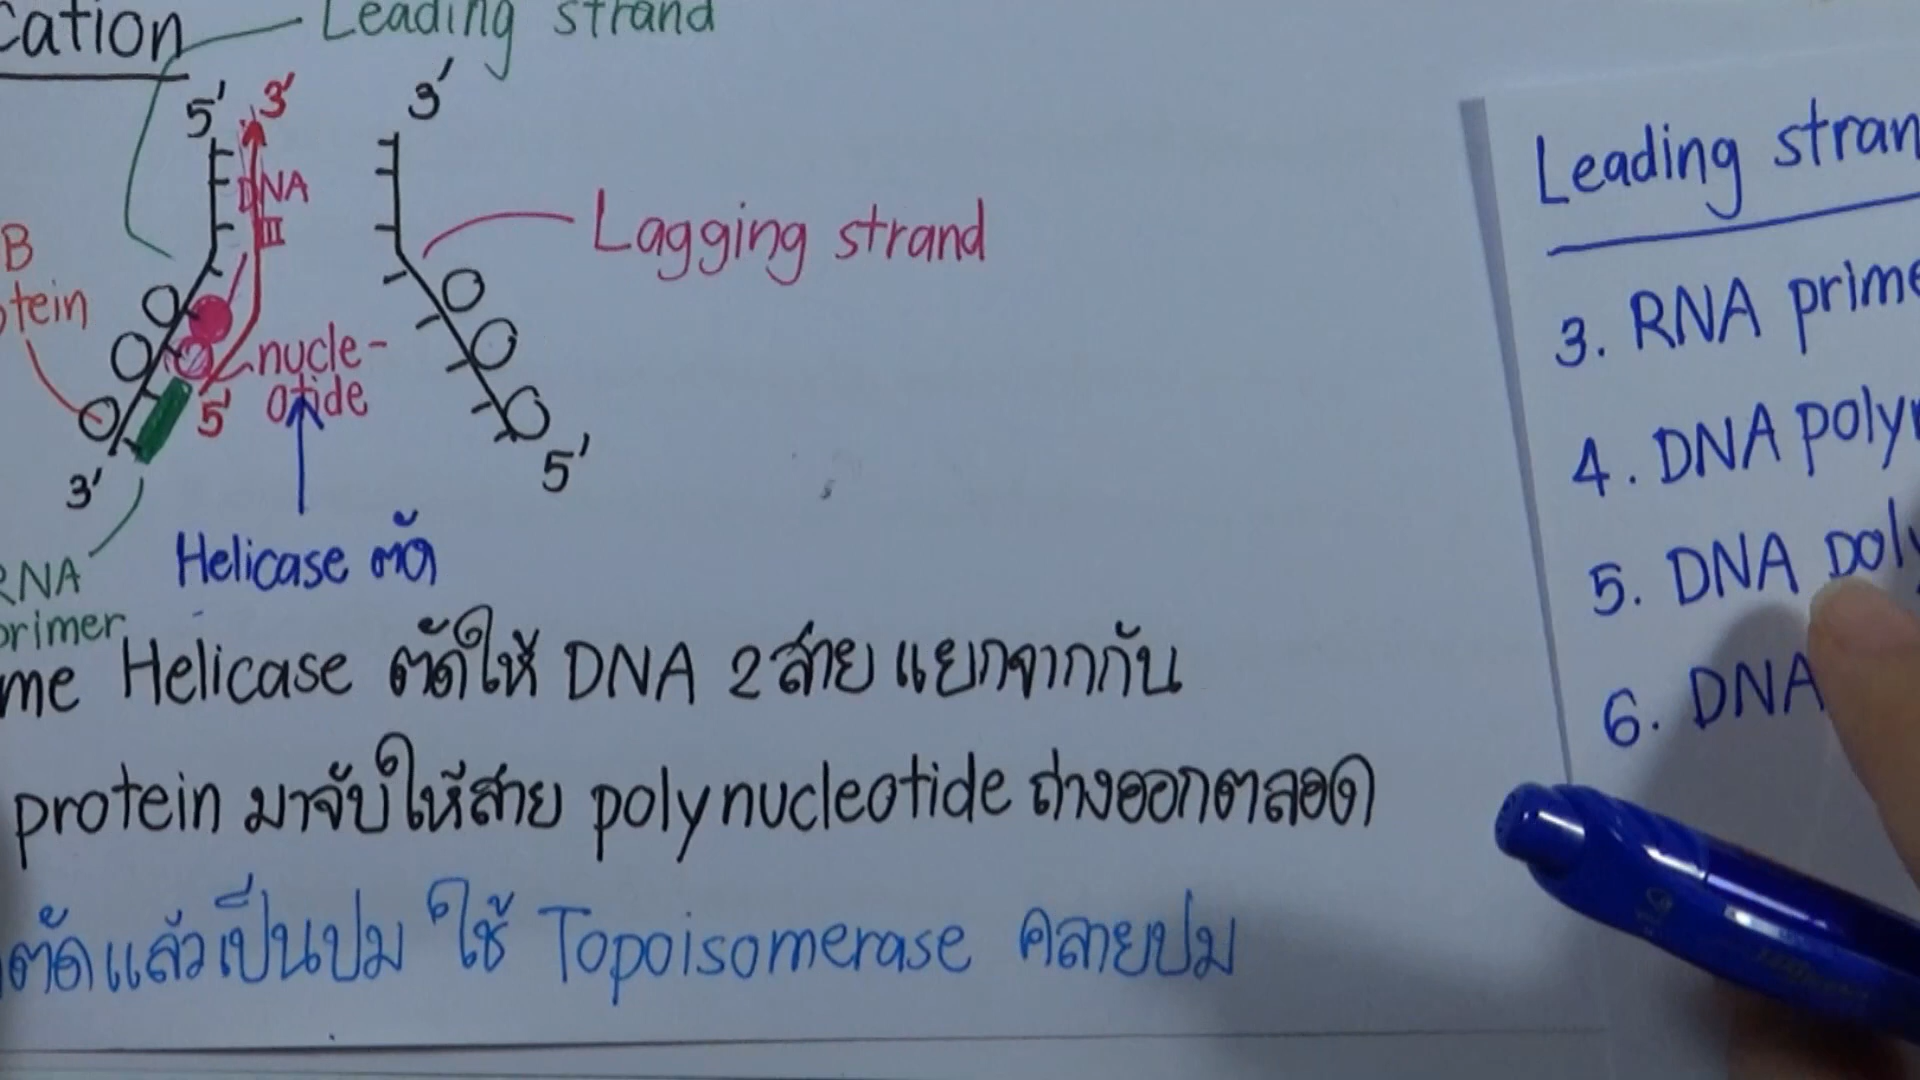 cation
Leading strand
5' 3'
3'
DNA
III
Lagging strand
B
tein
nucle-
otide
5'
3'
5'
RNA
primer
Helicase ตัด
me Helicase ตัดให้ DNA 2 สาย แยกจากกัน
protein มาจับให้สาย polynucleotide ถ่างออกตลอด
ตัดแล้วเป็นปม ใช้ Topoisomerase คลายปม
Leading stran
3. RNA prime
4. DNA poly
5. DNA poly
6. DNA